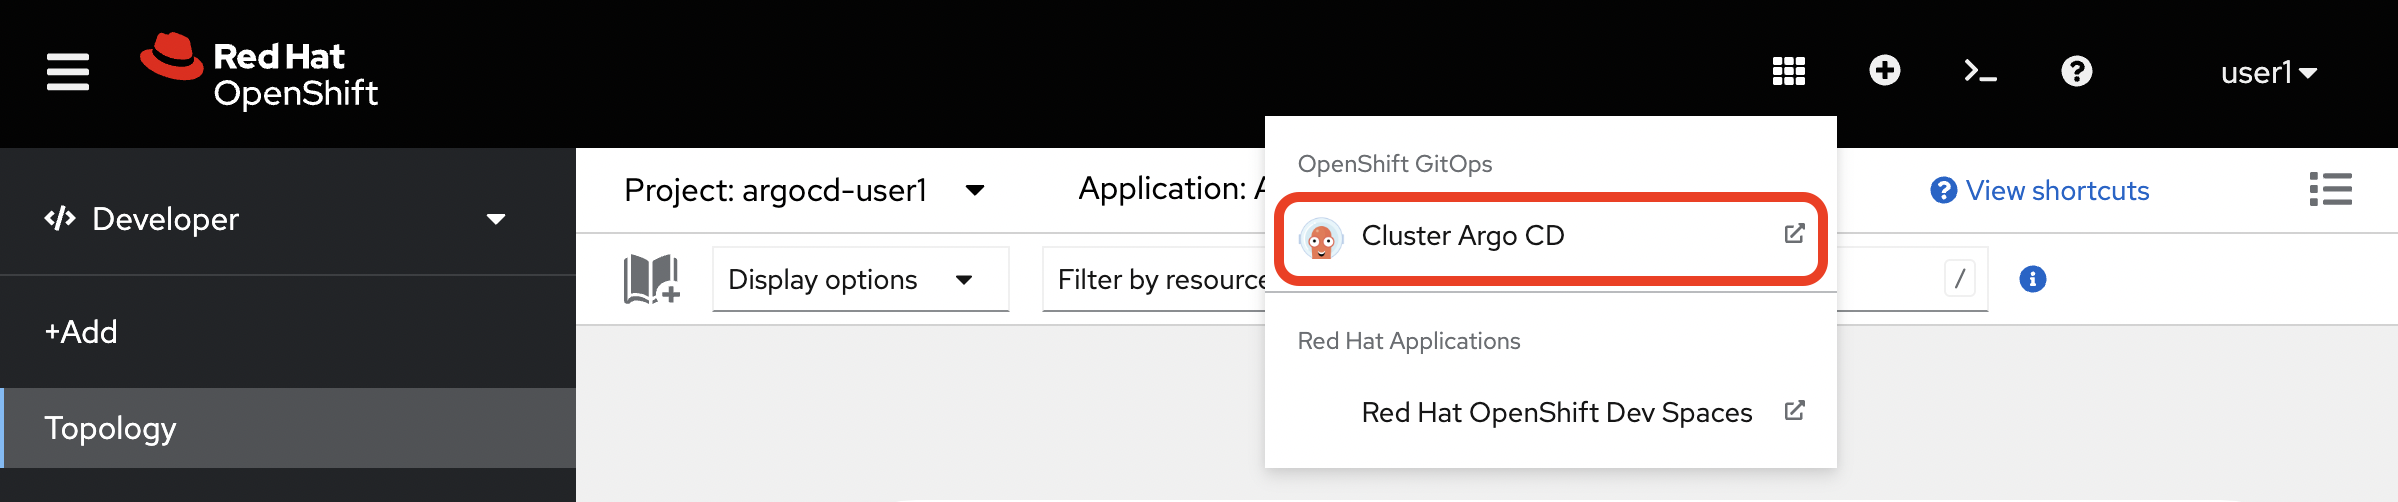 Red Hat
OpenShift
user1
Developer
+Add
Topology
Project: argocd-user1
Application:
View shortcuts
Display options
Filter by resource
/
OpenShift GitOps
Cluster Argo CD
Red Hat Applications
Red Hat OpenShift Dev Spaces